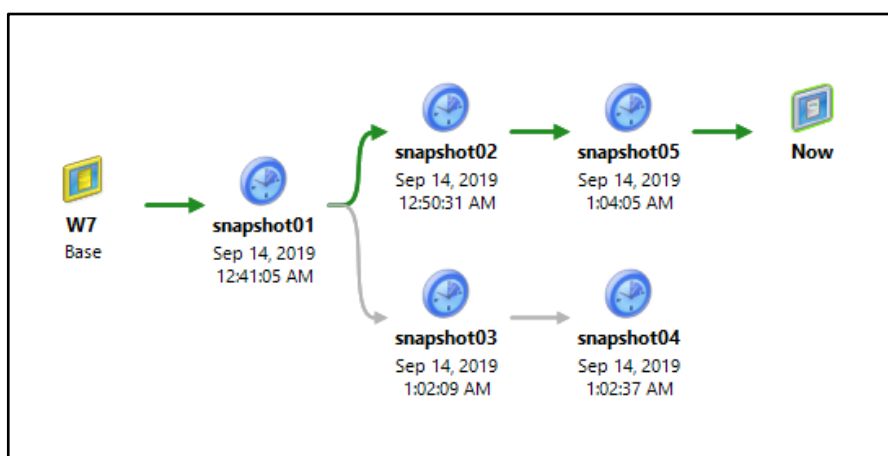 W7
Base
snapshot01
Sep 14, 2019
12:41:05 AM
snapshot02
Sep 14, 2019
12:50:31 AM
snapshot05
Sep 14, 2019
1:04:05 AM
Now
snapshot03
Sep 14, 2019
1:02:09 AM
snapshot04
Sep 14, 2019
1:02:37 AM